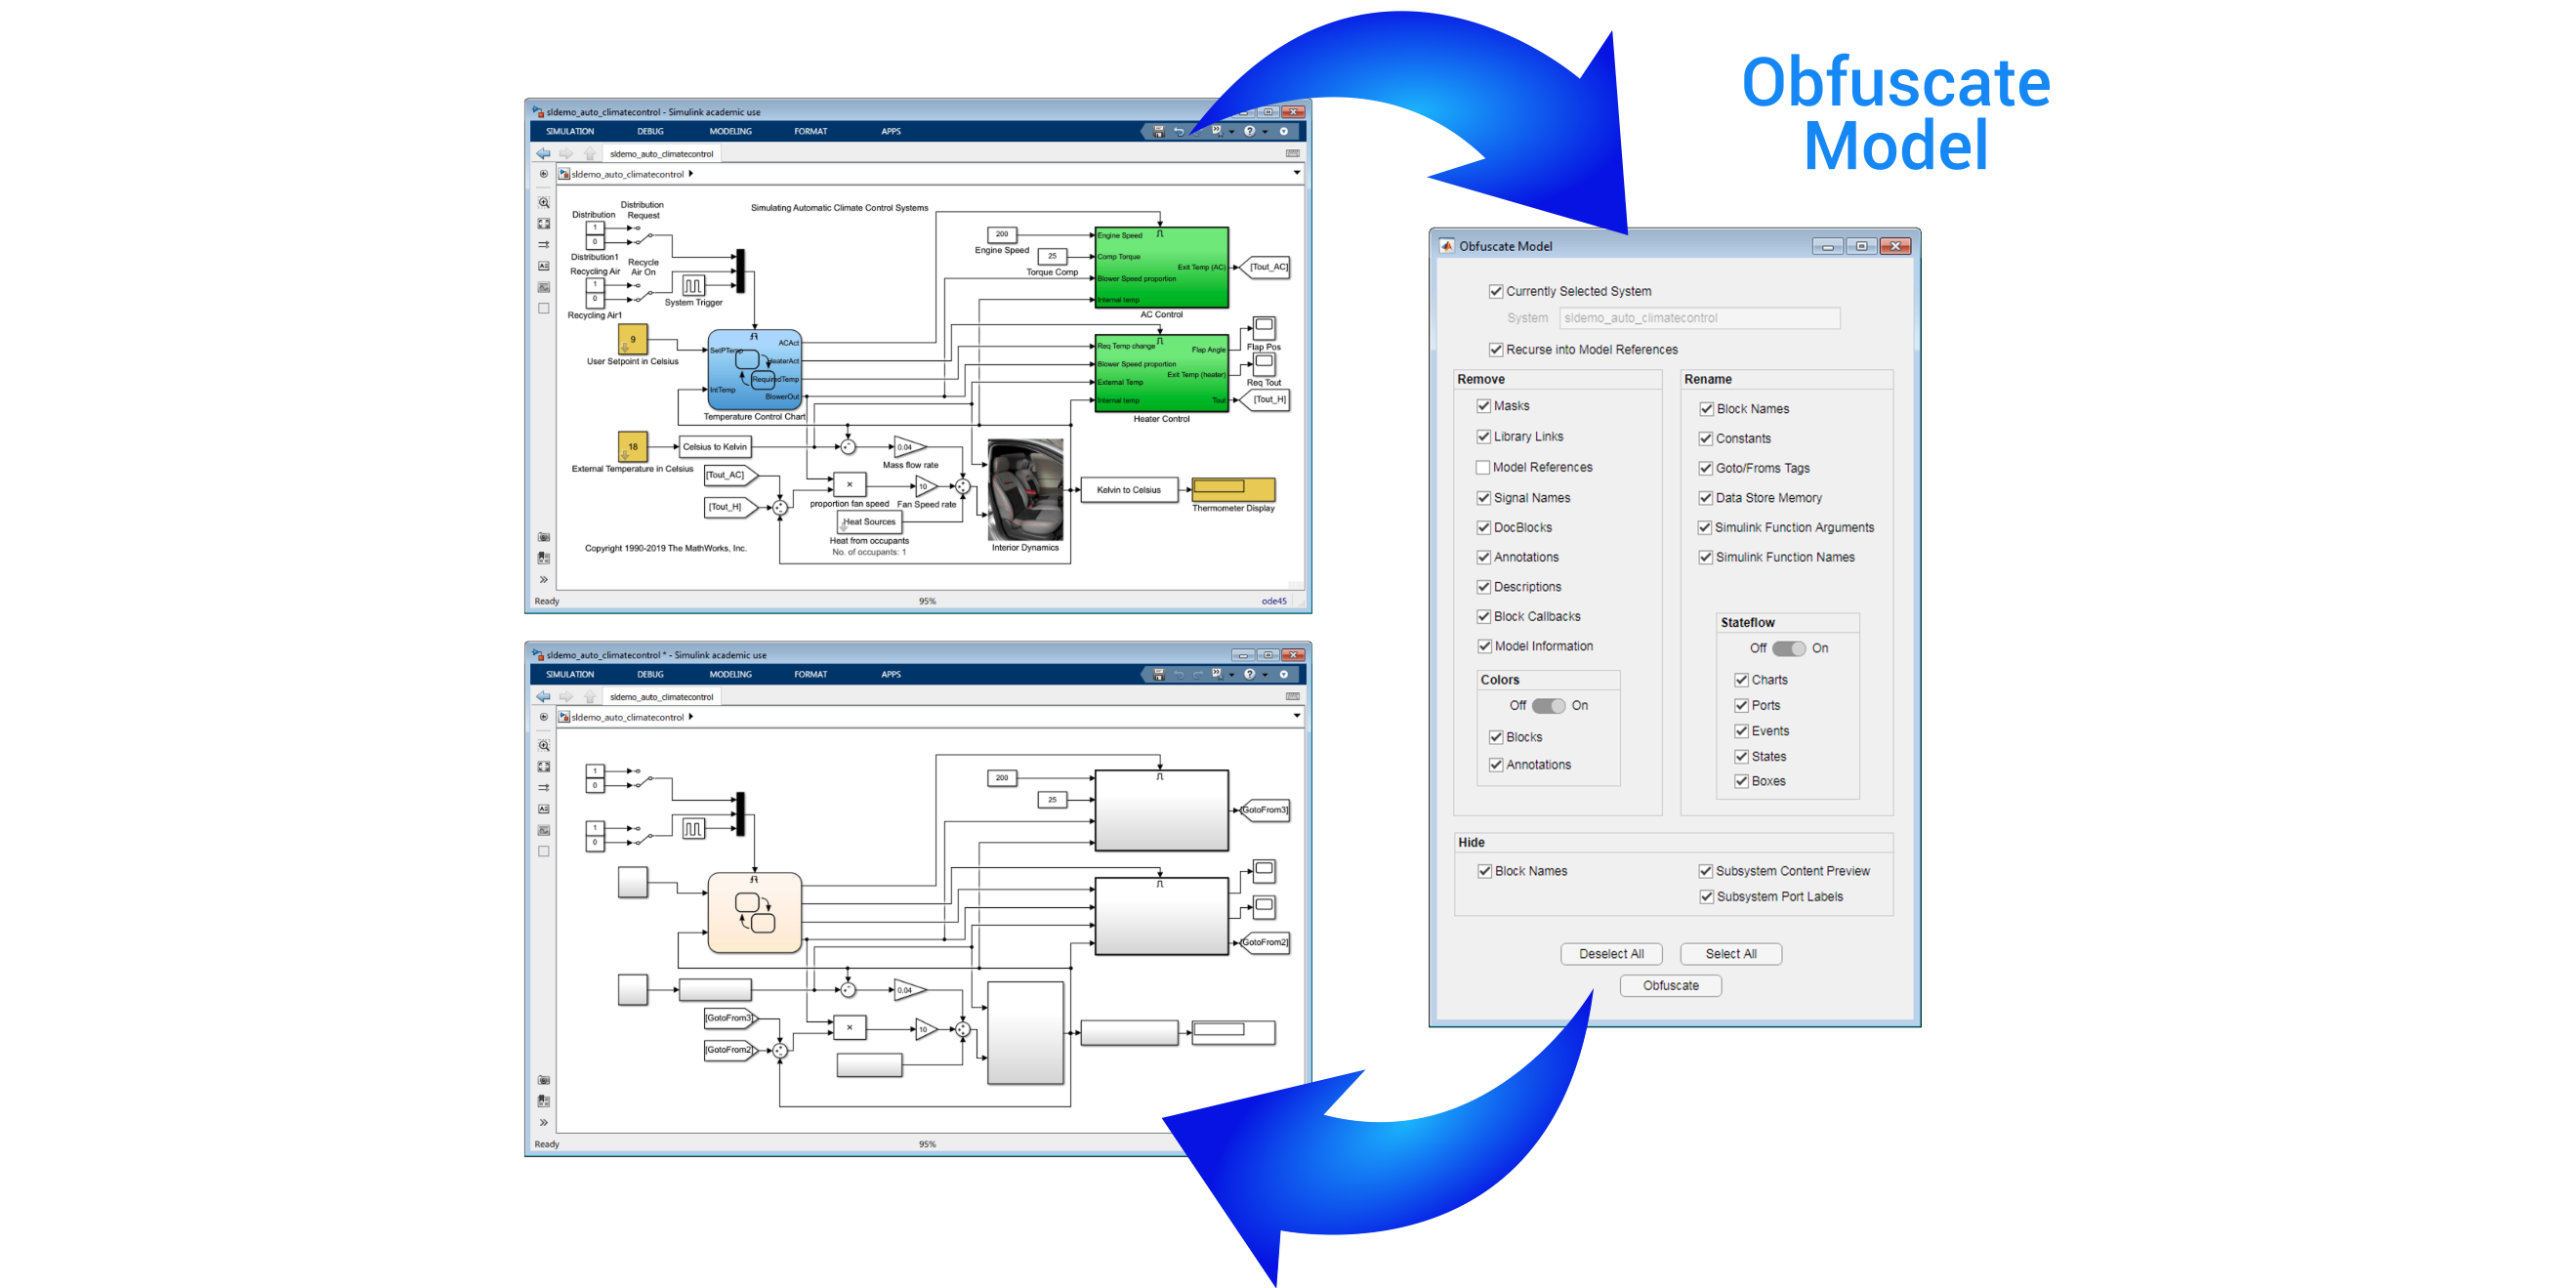 Obfuscate
Model
sldemo_auto_climatecontrol - Simulink academic use
SIMULATION DEBUG MODELING FORMAT APPS
sldemo_auto_climatecontrol
sldemo_auto_climatecontrol
Simulating Automatic Climate Control Systems
Distribution
Request
Distribution
1
0
Distribution1
Recycle
Air On
Recycling Air
1
0
Recycling Air1
System Trigger
200
Engine Speed
25
Torque Comp
Engine Speed
Comp Torque
Blower Speed proportion
Internal temp
Exit Temp (AC)
[Tout_AC]
AC Control
9
User Setpoint in Celsius
SetPTemp
IntTemp
ACAct
HeaterAct
RequiredTemp
BlowerOut
Temperature Control Chart
Req Temp change
Blower Speed proportion
External Temp
Internal temp
Flap Angle
Exit Temp (heater)
Tout
Flap Pos
Req Tout
[Tout_H]
Heater Control
18
External Temperature in Celsius
Celsius to Kelvin
0.04
Mass flow rate
[Tout_AC]
[Tout_H]
×
proportion fan speed
10
Fan Speed rate
Heat Sources
Heat from occupants
No. of occupants: 1
Interior Dynamics
Kelvin to Celsius
Thermometer Display
Copyright 1990-2019 The MathWorks, Inc.
Ready 95% ode45
Obfuscate Model
Currently Selected System
System sldemo_auto_climatecontrol
Recurse into Model References
Remove
Masks
Library Links
Model References
Signal Names
DocBlocks
Annotations
Descriptions
Block Callbacks
Model Information
Colors
Off On
Blocks
Annotations
Rename
Block Names
Constants
Goto/Froms Tags
Data Store Memory
Simulink Function Arguments
Simulink Function Names
Stateflow
Off On
Charts
Ports
Events
States
Boxes
Hide
Block Names
Subsystem Content Preview
Subsystem Port Labels
Deselect All Select All
Obfuscate
sldemo_auto_climatecontrol * - Simulink academic use
SIMULATION DEBUG MODELING FORMAT APPS
sldemo_auto_climatecontrol
sldemo_auto_climatecontrol
1
0
1
0
200
25
[GotoFrom3]
[GotoFrom2]
0.04
[GotoFrom3]
[GotoFrom2]
×
10
Ready 95%